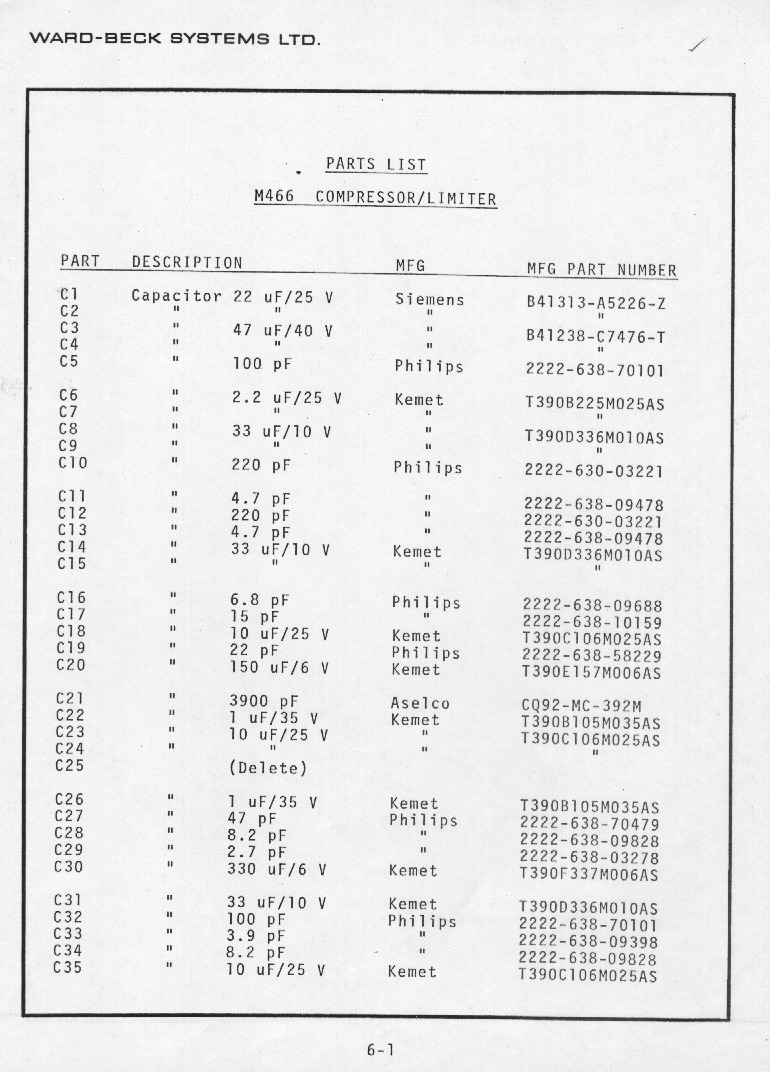 WARD-BECK SYSTEMS LTD.
PARTS LIST
M466 COMPRESSOR/LIMITER
PART DESCRIPTION MFG MFG PART NUMBER
C1 Capacitor 22 uF/25 V Siemens B41313-A5226-Z
C2 " " " "
C3 " 47 uF/40 V " B41238-C7476-T
C4 " " " "
C5 " 100 pF Philips 2222-638-70101
C6 " 2.2 uF/25 V Kemet T390B225M025AS
C7 " " " "
C8 " 33 uF/10 V " T390D336M010AS
C9 " " " "
C10 " 220 pF Philips 2222-630-03221
C11 " 4.7 pF " 2222-638-09478
C12 " 220 pF " 2222-630-03221
C13 " 4.7 pF " 2222-638-09478
C14 " 33 uF/10 V Kemet T390D336M010AS
C15 " " " "
C16 " 6.8 pF Philips 2222-638-09688
C17 " 15 pF " 2222-638-10159
C18 " 10 uF/25 V Kemet T390C106M025AS
C19 " 22 pF Philips 2222-638-58229
C20 " 150 uF/6 V Kemet T390E157M006AS
C21 " 3900 pF Aselco CQ92-MC-392M
C22 " 1 uF/35 V Kemet T390B105M035AS
C23 " 10 uF/25 V " T390C106M025AS
C24 " " " "
C25 (Delete)
C26 " 1 uF/35 V Kemet T390B105M035AS
C27 " 47 pF Philips 2222-638-70479
C28 " 8.2 pF " 2222-638-09828
C29 " 2.7 pF " 2222-638-03278
C30 " 330 uF/6 V Kemet T390F337M006AS
C31 " 33 uF/10 V Kemet T390D336M010AS
C32 " 100 pF Philips 2222-638-70101
C33 " 3.9 pF " 2222-638-09398
C34 " 8.2 pF " 2222-638-09828
C35 " 10 uF/25 V Kemet T390C106M025AS
6-1